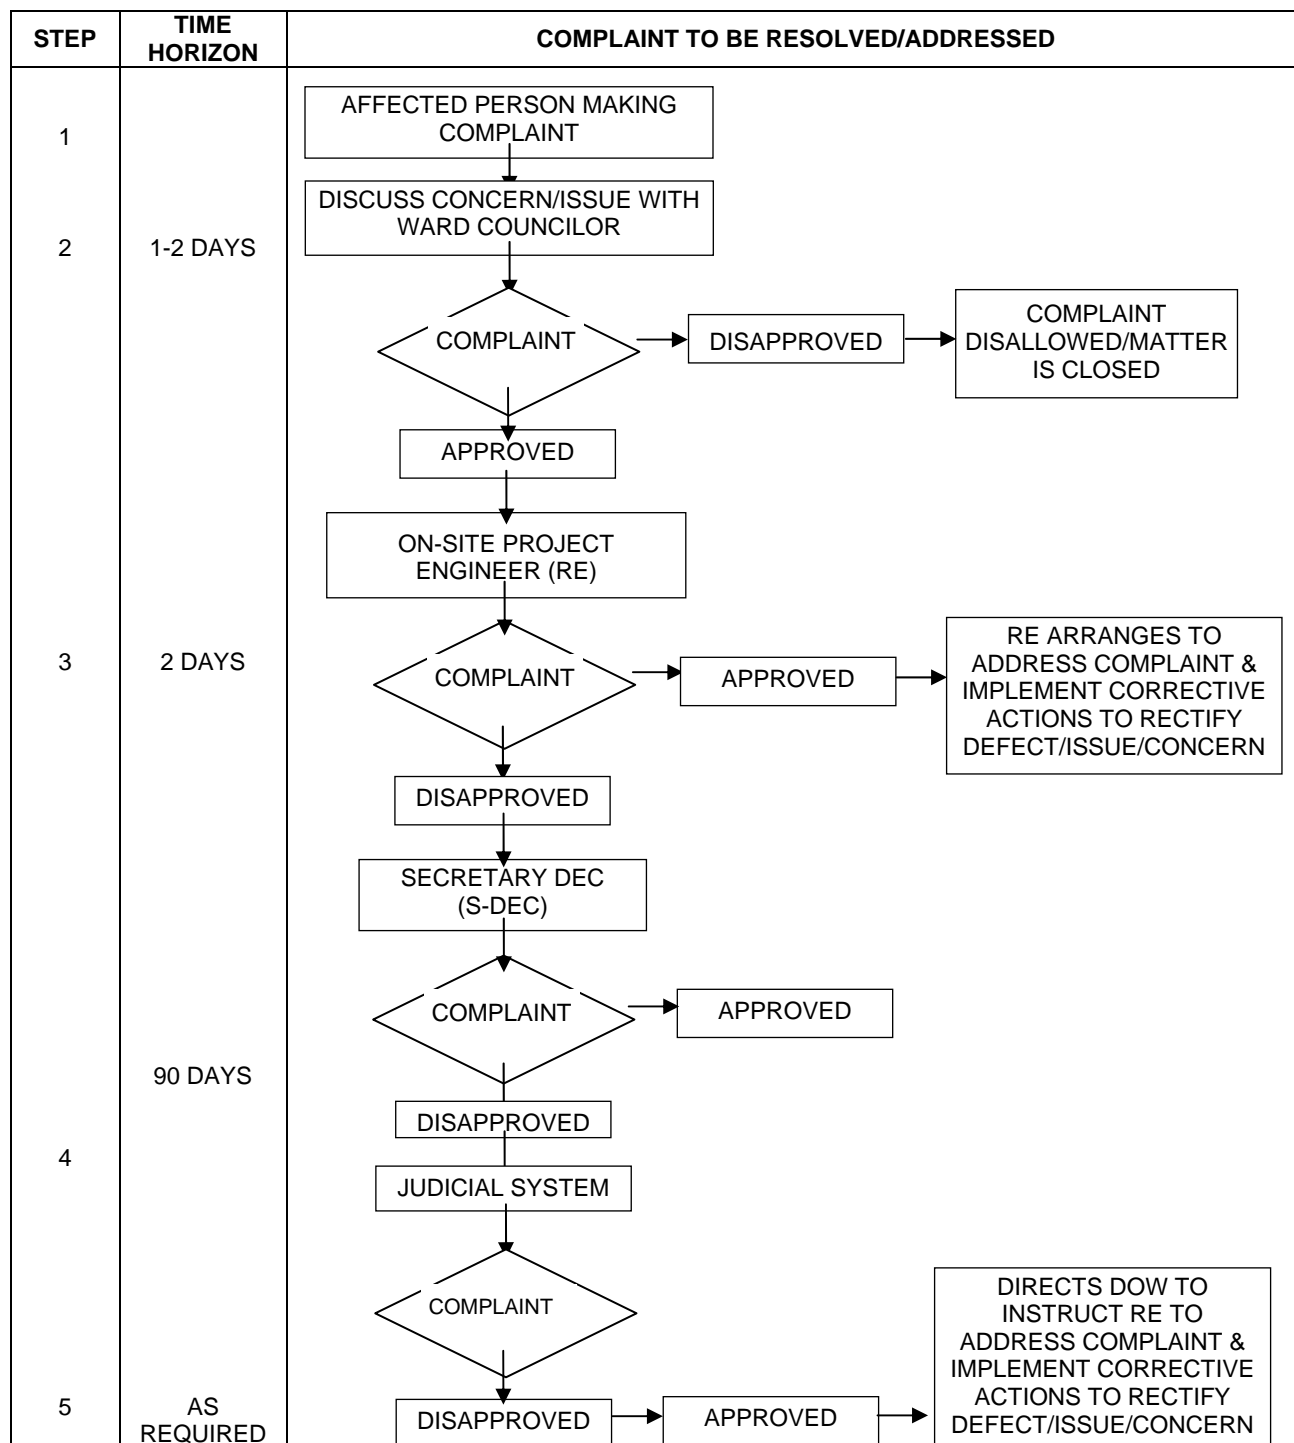 STEP
TIME
HORIZON
COMPLAINT TO BE RESOLVED/ADDRESSED
1
AFFECTED PERSON MAKING
COMPLAINT
2
1-2 DAYS
DISCUSS CONCERN/ISSUE WITH
WARD COUNCILOR
COMPLAINT
DISAPPROVED
COMPLAINT
DISALLOWED/MATTER
IS CLOSED
APPROVED
ON-SITE PROJECT
ENGINEER (RE)
3
2 DAYS
COMPLAINT
APPROVED
RE ARRANGES TO
ADDRESS COMPLAINT &
IMPLEMENT CORRECTIVE
ACTIONS TO RECTIFY
DEFECT/ISSUE/CONCERN
DISAPPROVED
SECRETARY DEC
(S-DEC)
COMPLAINT
APPROVED
90 DAYS
DISAPPROVED
4
JUDICIAL SYSTEM
COMPLAINT
DIRECTS DOW TO
INSTRUCT RE TO
ADDRESS COMPLAINT &
IMPLEMENT CORRECTIVE
ACTIONS TO RECTIFY
DEFECT/ISSUE/CONCERN
5
AS
REQUIRED
DISAPPROVED
APPROVED